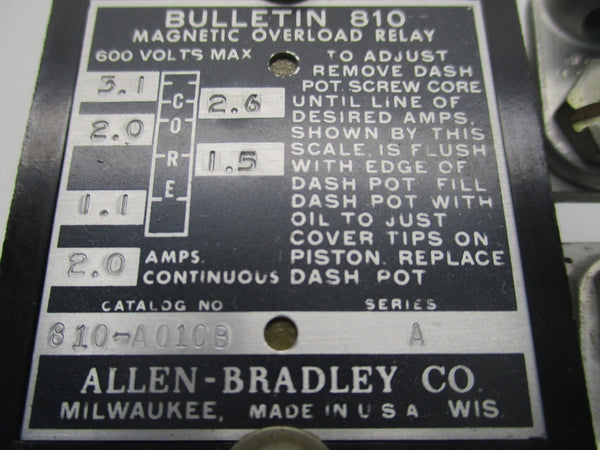 BULLETIN 810
MAGNETIC OVERLOAD RELAY
600 VOLTS MAX
3.1
2.6
2.0
1.5
1.1
CORE
2.0 AMPS.
CONTINUOUS
TO ADJUST
REMOVE DASH
POT. SCREW CORE
UNTIL LINE OF
DESIRED AMPS,
SHOWN BY THIS
SCALE, IS FLUSH
WITH EDGE OF
DASH POT FILL
DASH POT WITH
OIL TO JUST
COVER TIPS ON
PISTON. REPLACE
DASH POT
CATALOG NO
SERIES
810-A01CB
A
ALLEN-BRADLEY CO.
MILWAUKEE, MADE IN U S A WIS.